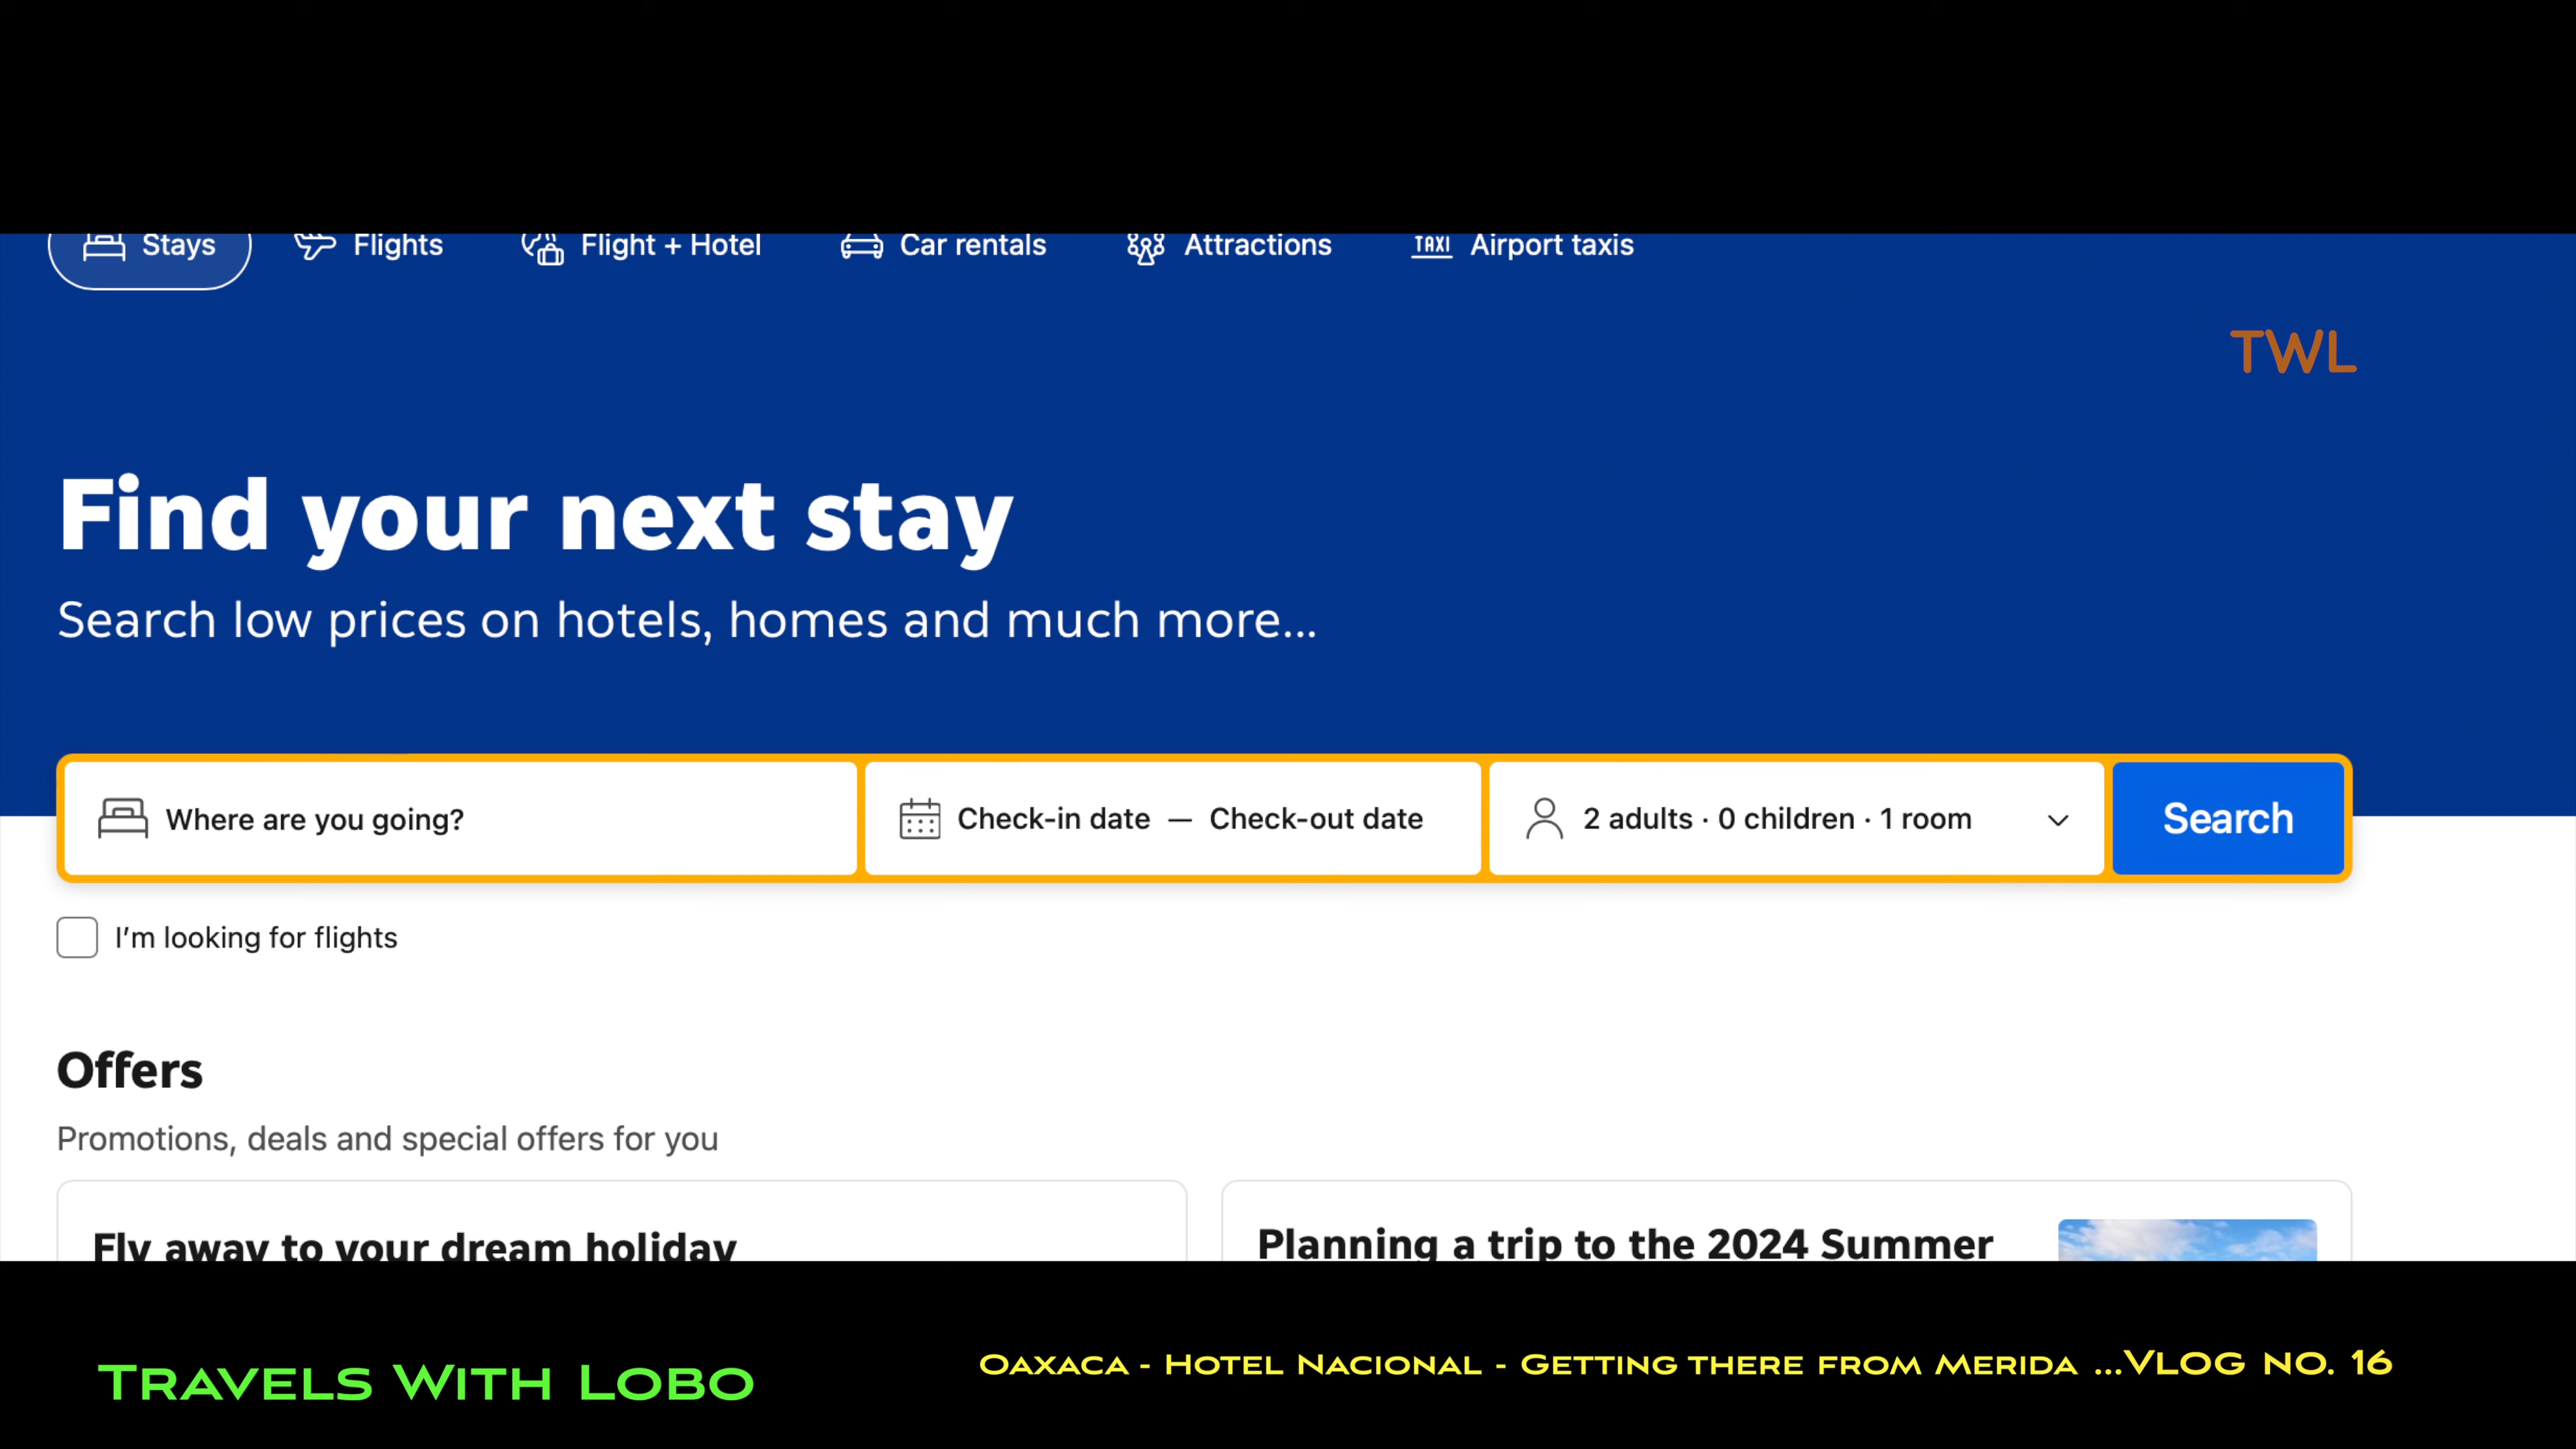 Stays Flights Flight + Hotel Car rentals Attractions TAXI Airport taxis
TWL
Find your next stay
Search low prices on hotels, homes and much more...
Where are you going? Check-in date — Check-out date 2 adults · 0 children · 1 room Search
I'm looking for flights
Offers
Promotions, deals and special offers for you
Fly away to your dream holiday
Planning a trip to the 2024 Summer
Travels With Lobo
Oaxaca - Hotel Nacional - Getting there from Merida ...Vlog no. 16